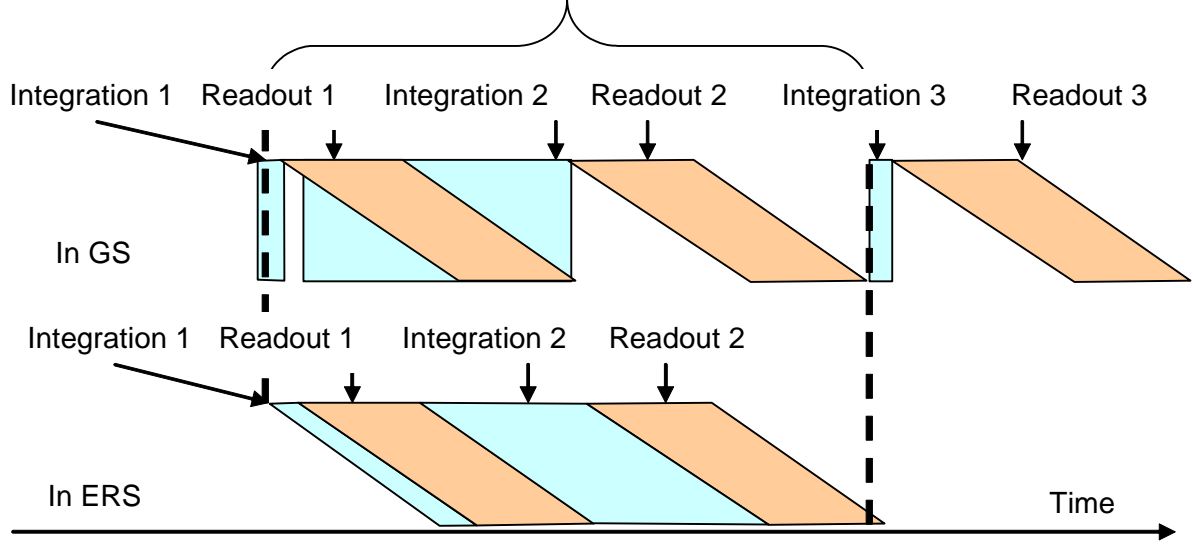 Integration 1 Readout 1 Integration 2 Readout 2 Integration 3 Readout 3
In GS
Integration 1 Readout 1 Integration 2 Readout 2
In ERS
Time